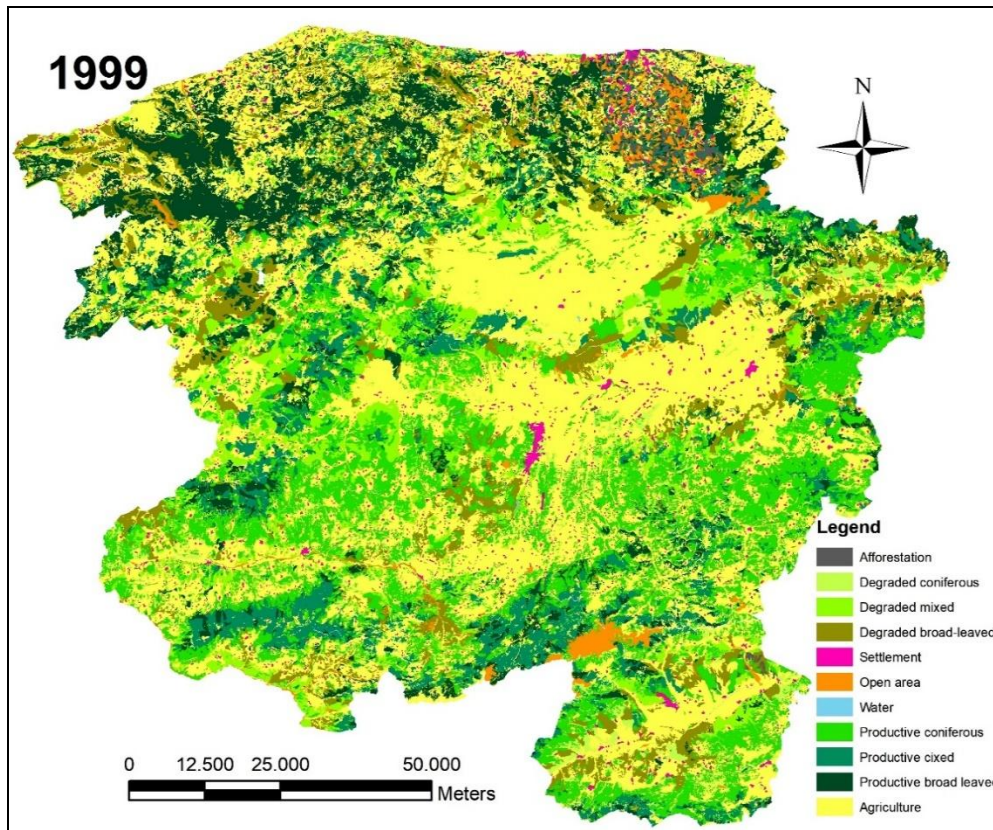 1999
N
Legend
Afforestation
Degraded coniferous
Degraded mixed
Degraded broad-leaved
Settlement
Open area
Water
Productive coniferous
Productive cixed
Productive broad leaved
Agriculture
0 12.500 25.000 50.000
Meters